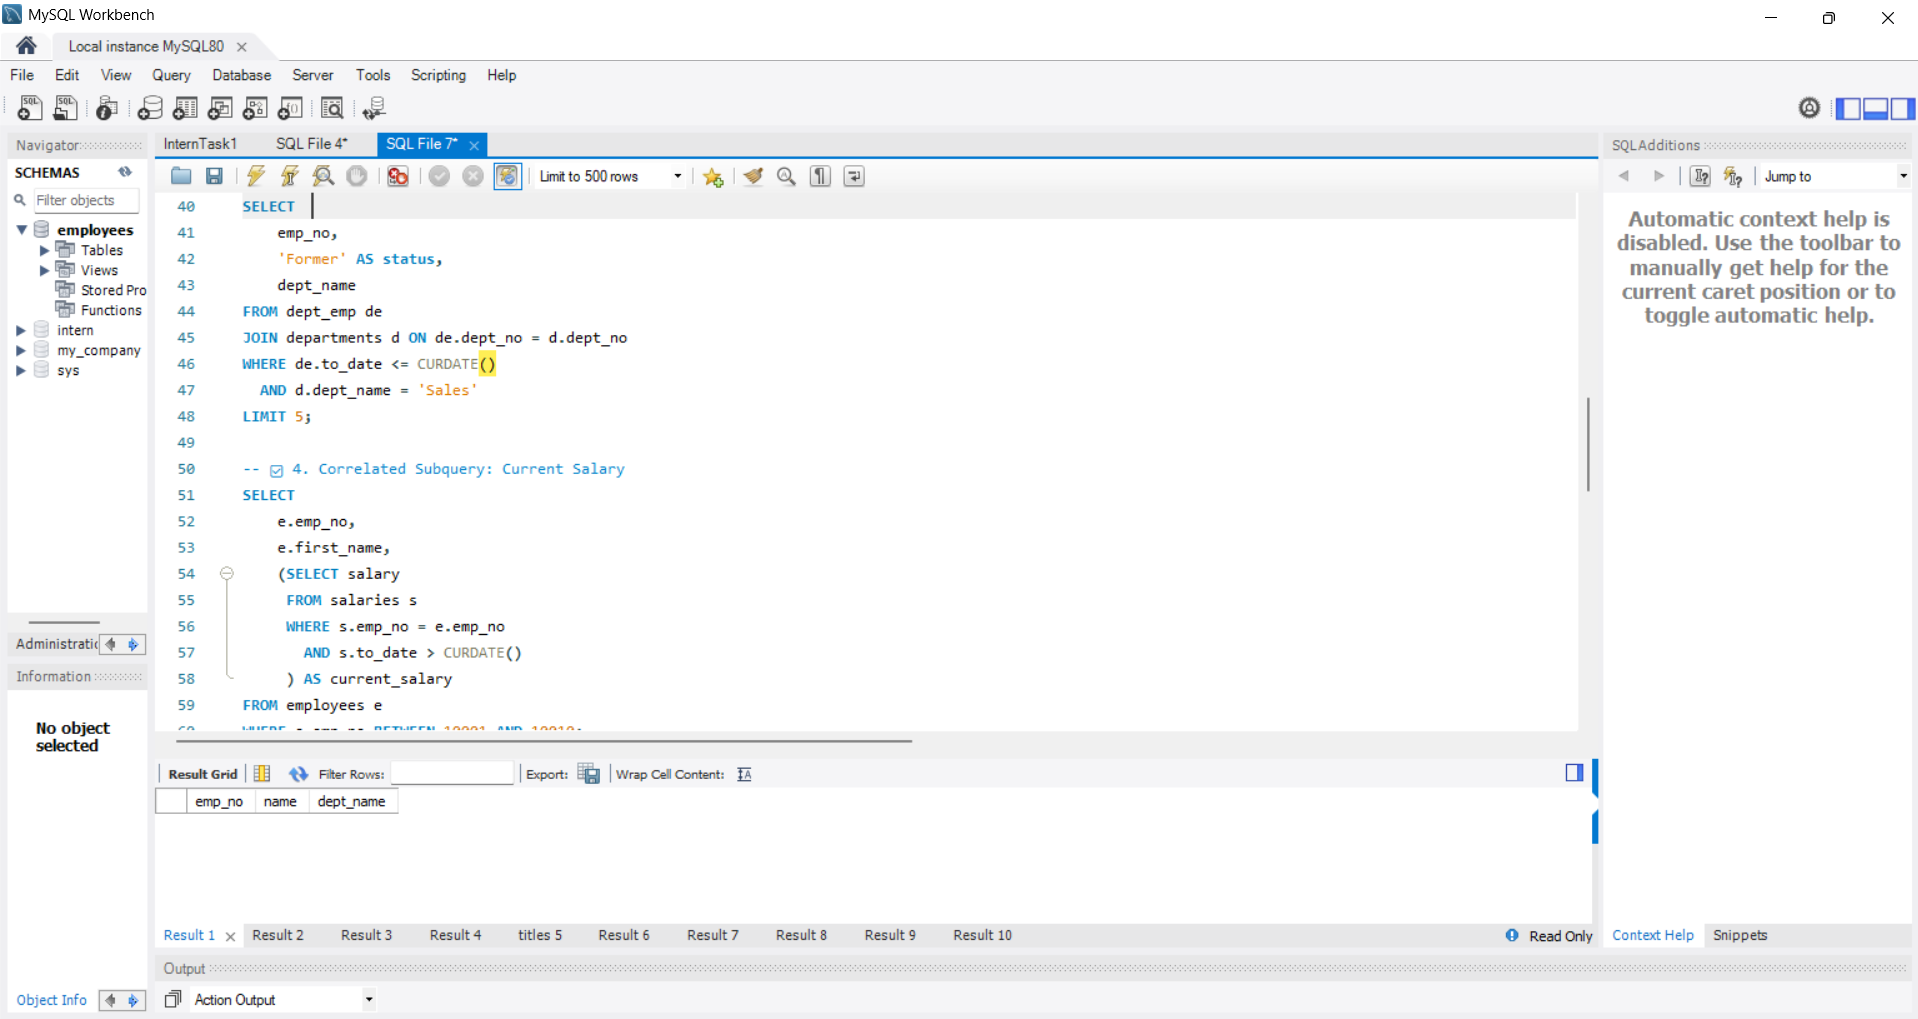 MySQL Workbench
Local instance MySQL80
File Edit View Query Database Server Tools Scripting Help
Navigator
InternTask1 SQL File 4* SQL File 7*
SQLAdditions
SCHEMAS
Limit to 500 rows
Jump to
Filter objects
employees
Tables
Views
Stored Pro
Functions
intern
my_company
sys
Administratic
Information
No object
selected
Object Info
40 SELECT
41 emp_no,
42 'Former' AS status,
43 dept_name
44 FROM dept_emp de
45 JOIN departments d ON de.dept_no = d.dept_no
46 WHERE de.to_date <= CURDATE()
47 AND d.dept_name = 'Sales'
48 LIMIT 5;
49
50 -- ☑ 4. Correlated Subquery: Current Salary
51 SELECT
52 e.emp_no,
53 e.first_name,
54 (SELECT salary
55 FROM salaries s
56 WHERE s.emp_no = e.emp_no
57 AND s.to_date > CURDATE()
58 ) AS current_salary
59 FROM employees e
Automatic context help is
disabled. Use the toolbar to
manually get help for the
current caret position or to
toggle automatic help.
Result Grid Filter Rows: Export: Wrap Cell Content:
emp_no name dept_name
Result 1 Result 2 Result 3 Result 4 titles 5 Result 6 Result 7 Result 8 Result 9 Result 10
Read Only
Context Help Snippets
Output
Action Output